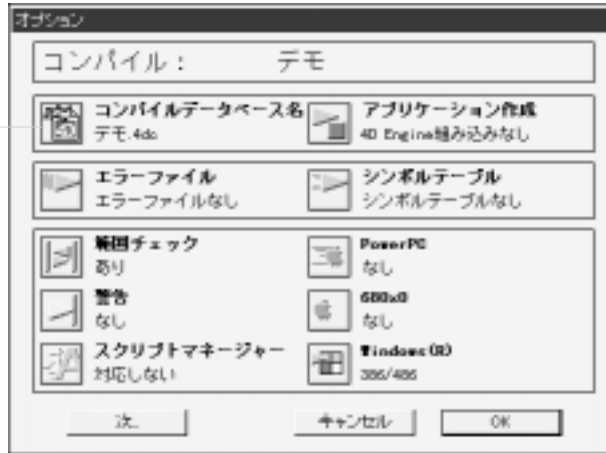 オプション
コンパイル： デモ
コンパイルデータベース名
デモ.4dc
アプリケーション作成
4D Engine組み込みなし
エラーファイル
エラーファイルなし
シンボルテーブル
シンボルテーブルなし
範囲チェック
あり
PowerPC
なし
警告
なし
680x0
なし
スクリプトマネージャー
対応しない
Windows(R)
386/486
次...
キャンセル
OK